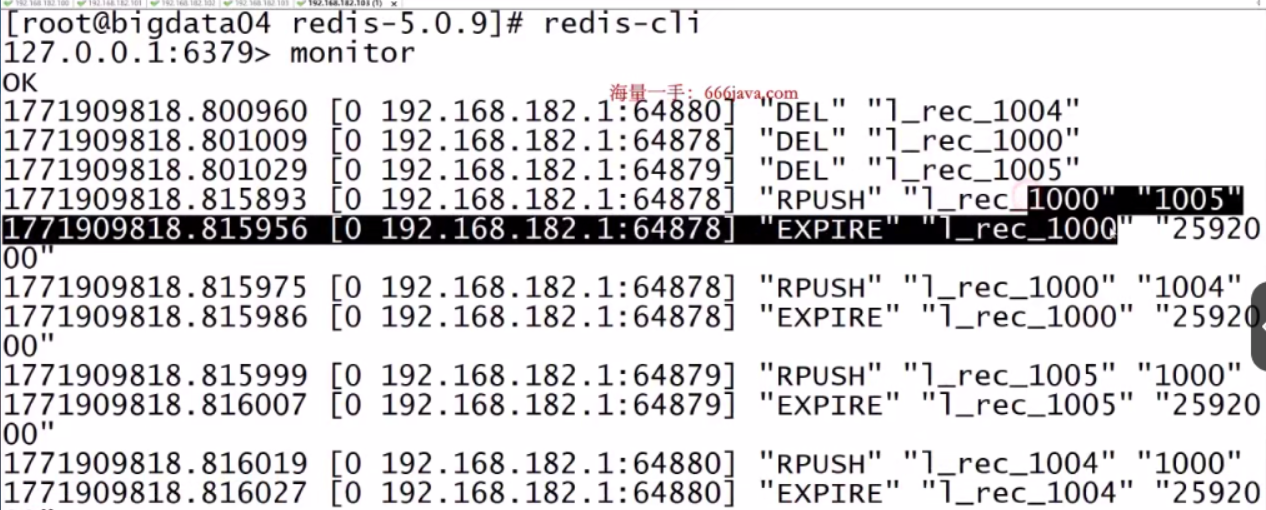 192.168.182.100 192.168.182.101 192.168.182.102 192.168.182.103 192.168.182.103 (1) ×
[root@bigdata04 redis-5.0.9]# redis-cli
127.0.0.1:6379> monitor
OK
海量一手：666java.com
1771909818.800960 [0 192.168.182.1:64880] "DEL" "l_rec_1004"
1771909818.801009 [0 192.168.182.1:64878] "DEL" "l_rec_1000"
1771909818.801029 [0 192.168.182.1:64879] "DEL" "l_rec_1005"
1771909818.815893 [0 192.168.182.1:64878] "RPUSH" "l_rec_1000" "1005"
1771909818.815956 [0 192.168.182.1:64878] "EXPIRE" "l_rec_1000" "25920
00"
1771909818.815975 [0 192.168.182.1:64878] "RPUSH" "l_rec_1000" "1004"
1771909818.815986 [0 192.168.182.1:64878] "EXPIRE" "l_rec_1000" "25920
00"
1771909818.815999 [0 192.168.182.1:64879] "RPUSH" "l_rec_1005" "1000"
1771909818.816007 [0 192.168.182.1:64879] "EXPIRE" "l_rec_1005" "25920
00"
1771909818.816019 [0 192.168.182.1:64880] "RPUSH" "l_rec_1004" "1000"
1771909818.816027 [0 192.168.182.1:64880] "EXPIRE" "l_rec_1004" "25920